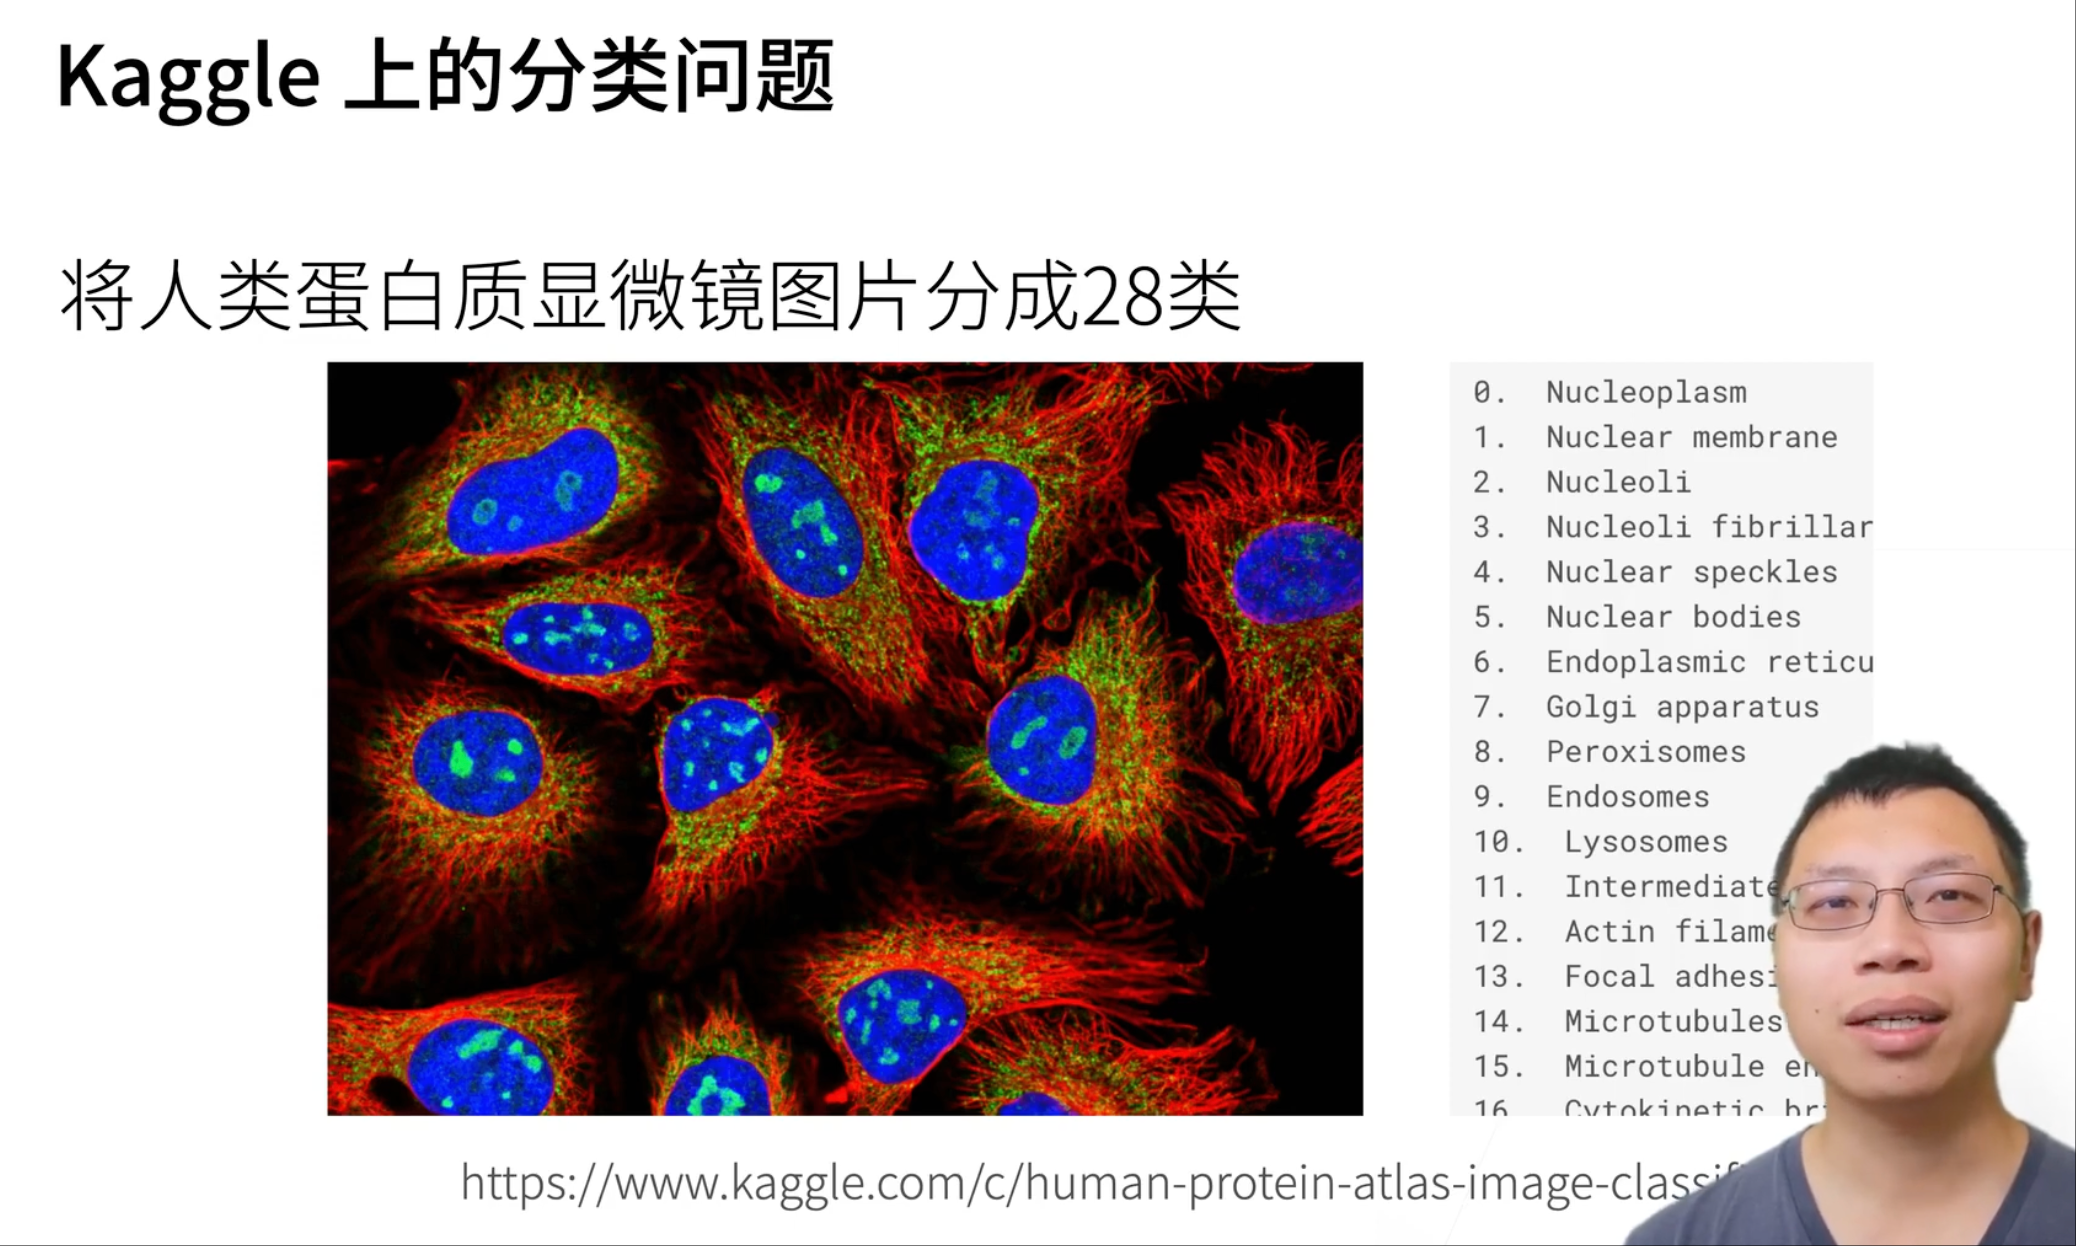 Kaggle 上的分类问题
将人类蛋白质显微镜图片分成28类
0. Nucleoplasm
1. Nuclear membrane
2. Nucleoli
3. Nucleoli fibrillar
4. Nuclear speckles
5. Nuclear bodies
6. Endoplasmic reticu
7. Golgi apparatus
8. Peroxisomes
9. Endosomes
10. Lysosomes
11. Intermediate
12. Actin filame
13. Focal adhesi
14. Microtubules
15. Microtubule en
16 Cytokinetic bri
https://www.kaggle.com/c/human-protein-atlas-image-classif